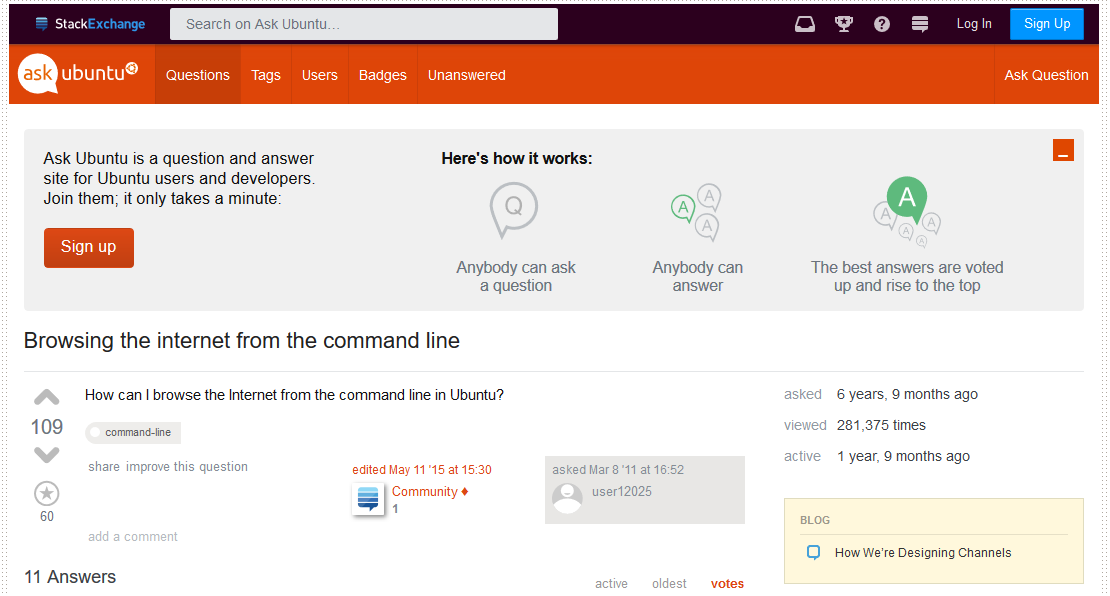 StackExchange Search on Ask Ubuntu... Log In Sign Up
ask ubuntu Questions Tags Users Badges Unanswered Ask Question
Ask Ubuntu is a question and answer
site for Ubuntu users and developers.
Join them; it only takes a minute:
Sign up
Here's how it works:
Q
Anybody can ask
a question
A
A
A
Anybody can
answer
A
A
A
A
A
The best answers are voted
up and rise to the top
Browsing the internet from the command line
109
60
How can I browse the Internet from the command line in Ubuntu?
command-line
share improve this question
edited May 11 '15 at 15:30
Community ♦
1
asked Mar 8 '11 at 16:52
user12025
add a comment
asked 6 years, 9 months ago
viewed 281,375 times
active 1 year, 9 months ago
BLOG
How We're Designing Channels
11 Answers
active oldest votes